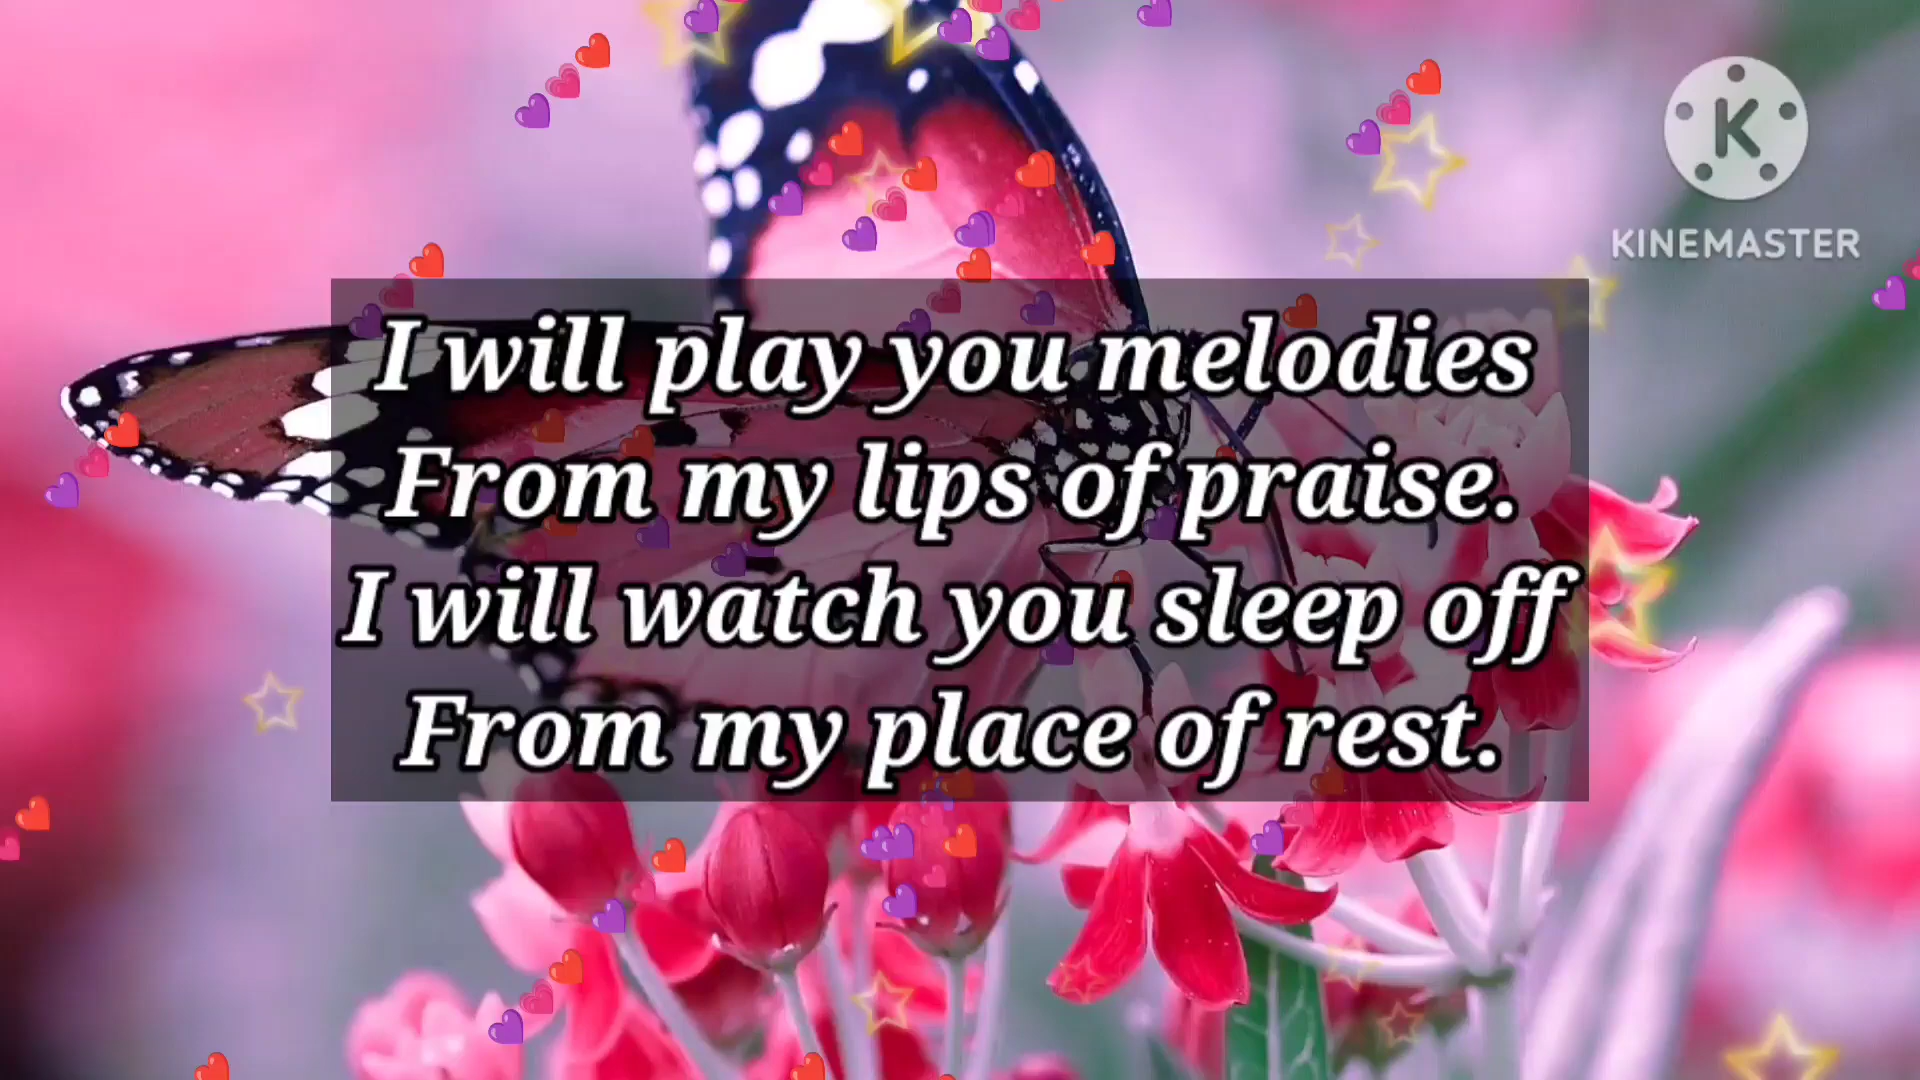 K
KINEMASTER
I will play you melodies
From my lips of praise.
I will watch you sleep off
From my place of rest.